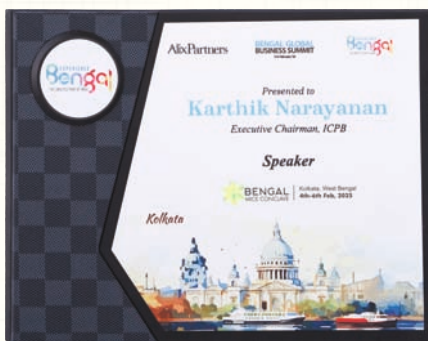 EXPERIENCE
Bengal
AlixPartners
BENGAL GLOBAL
BUSINESS SUMMIT
Bengal
Presented to
Karthik Narayanan
Executive Chairman, ICPB
Speaker
BENGAL
MICE CONCLAVE
Kolkata, West Bengal
4th-6th Feb, 2025
Kolkata